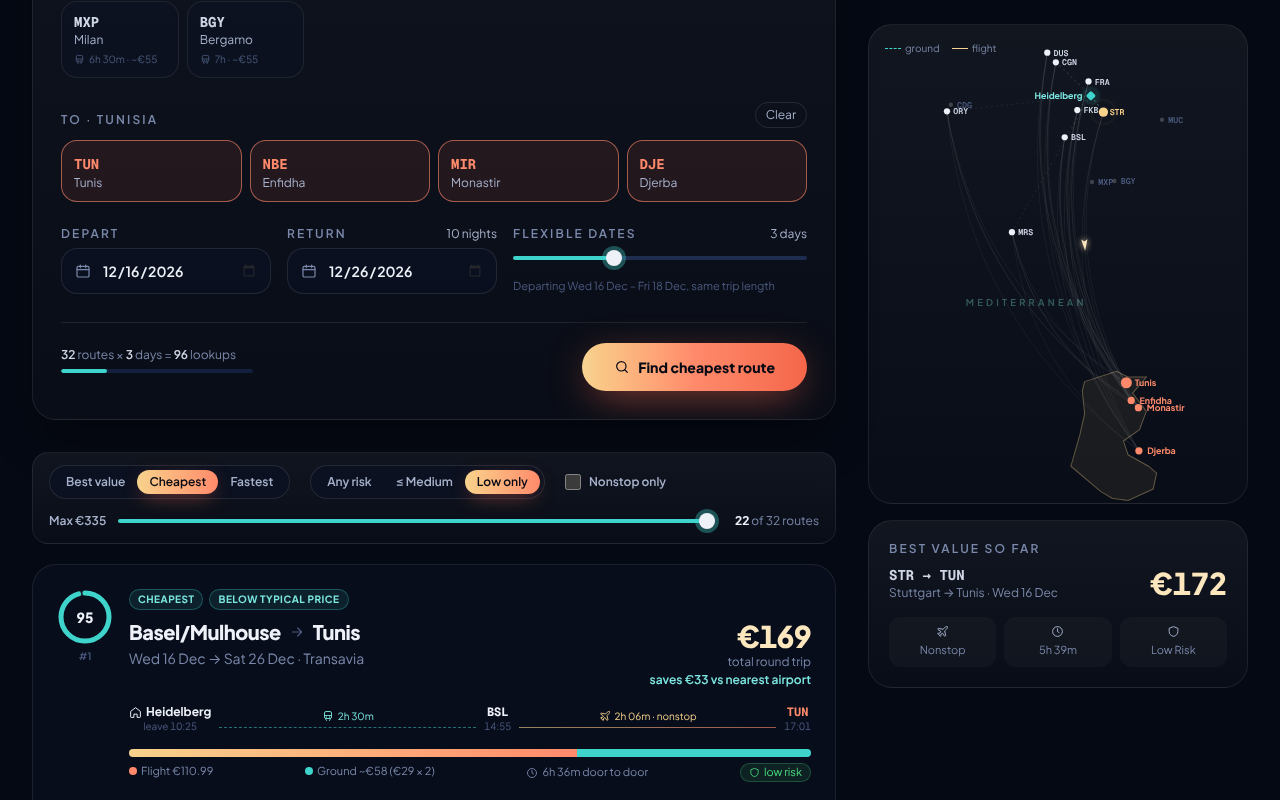 MXP
Milan
6h 30m · ~€55
BGY
Bergamo
7h · ~€55
TO · TUNISIA
Clear
TUN
Tunis
NBE
Enfidha
MIR
Monastir
DJE
Djerba
DEPART
12/16/2026
RETURN
10 nights
12/26/2026
FLEXIBLE DATES
3 days
Departing Wed 16 Dec – Fri 18 Dec, same trip length
32 routes × 3 days = 96 lookups
Find cheapest route
Best value
Cheapest
Fastest
Any risk
≤ Medium
Low only
Nonstop only
Max €335
22 of 32 routes
95
#1
CHEAPEST
BELOW TYPICAL PRICE
Basel/Mulhouse → Tunis
Wed 16 Dec → Sat 26 Dec · Transavia
€169
total round trip
saves €33 vs nearest airport
Heidelberg
leave 10:25
2h 30m
BSL
14:55
2h 06m · nonstop
TUN
17:01
Flight €110.99
Ground ~€58 (€29 × 2)
6h 36m door to door
low risk
ground
flight
DUS
CGN
FRA
Heidelberg
CDG
ORY
FKB
STR
MUC
BSL
MXP
BGY
MRS
MEDITERRANEAN
Tunis
Enfidha
Monastir
Djerba
BEST VALUE SO FAR
STR → TUN
Stuttgart → Tunis · Wed 16 Dec
€172
Nonstop
5h 39m
Low Risk